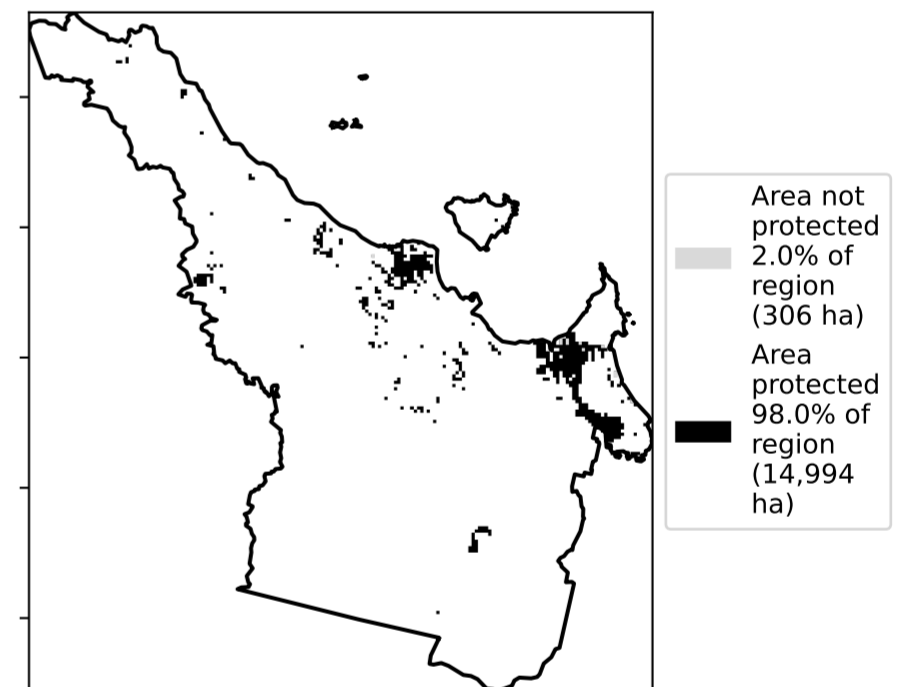 Area not
protected
2.0% of
region
(306 ha)
Area
protected
98.0% of
region
(14,994
ha)